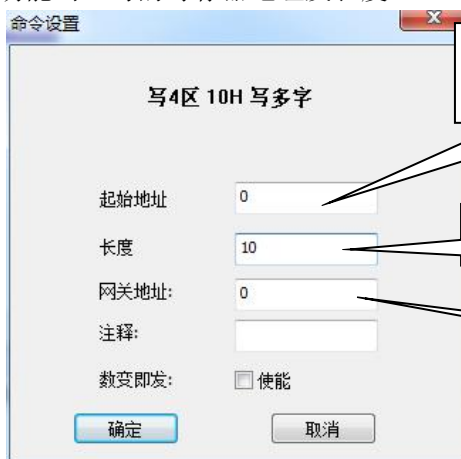 命令设置
写4区 10H 写多字
起始地址 0
长度 10
网关地址: 0
注释:
数变即发: 使能
确定 取消